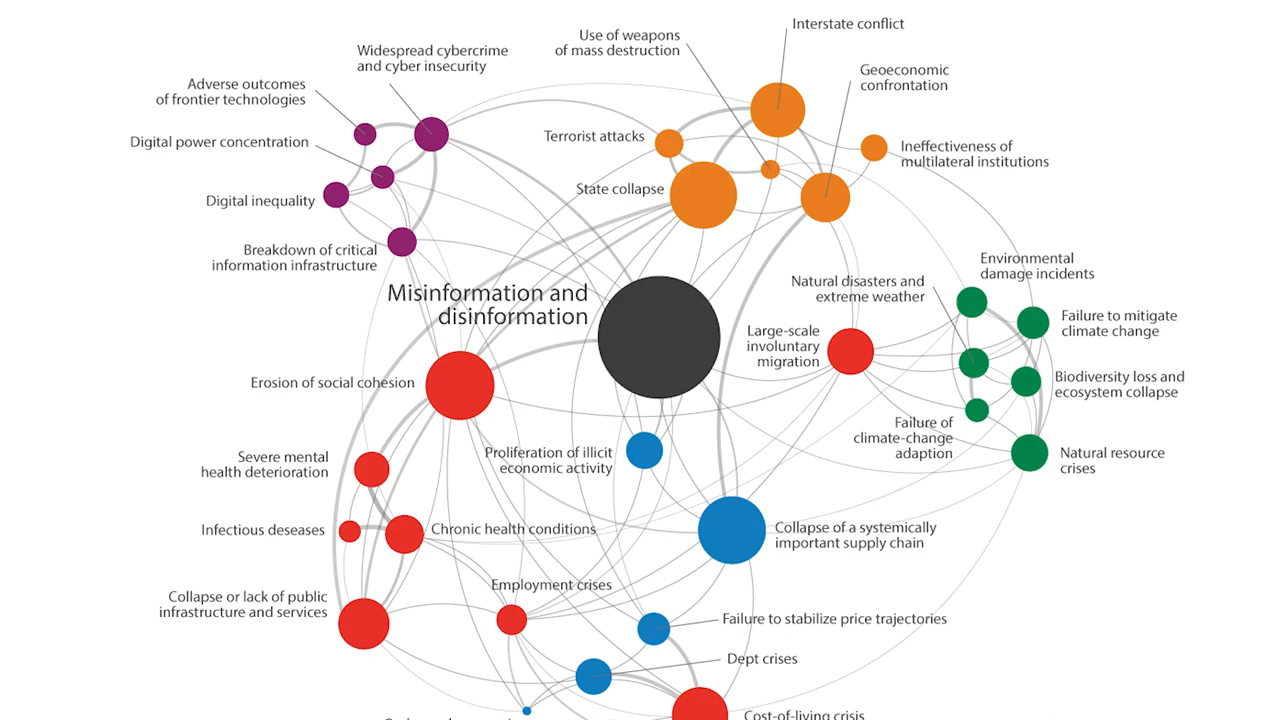 Interstate conflict
Use of weapons
of mass destruction
Widespread cybercrime
and cyber insecurity
Geoeconomic
confrontation
Adverse outcomes
of frontier technologies
Terrorist attacks
Digital power concentration
Ineffectiveness of
multilateral institutions
State collapse
Digital inequality
Breakdown of critical
information infrastructure
Environmental
damage incidents
Natural disasters and
extreme weather
Misinformation and
disinformation
Failure to mitigate
climate change
Large-scale
involuntary
migration
Erosion of social cohesion
Biodiversity loss and
ecosystem collapse
Failure of
climate-change
adaption
Proliferation of illicit
economic activity
Severe mental
health deterioration
Natural resource
crises
Infectious deseases
Chronic health conditions
Collapse of a systemically
important supply chain
Employment crises
Collapse or lack of public
infrastructure and services
Failure to stabilize price trajectories
Dept crises
Cost-of-living crisis